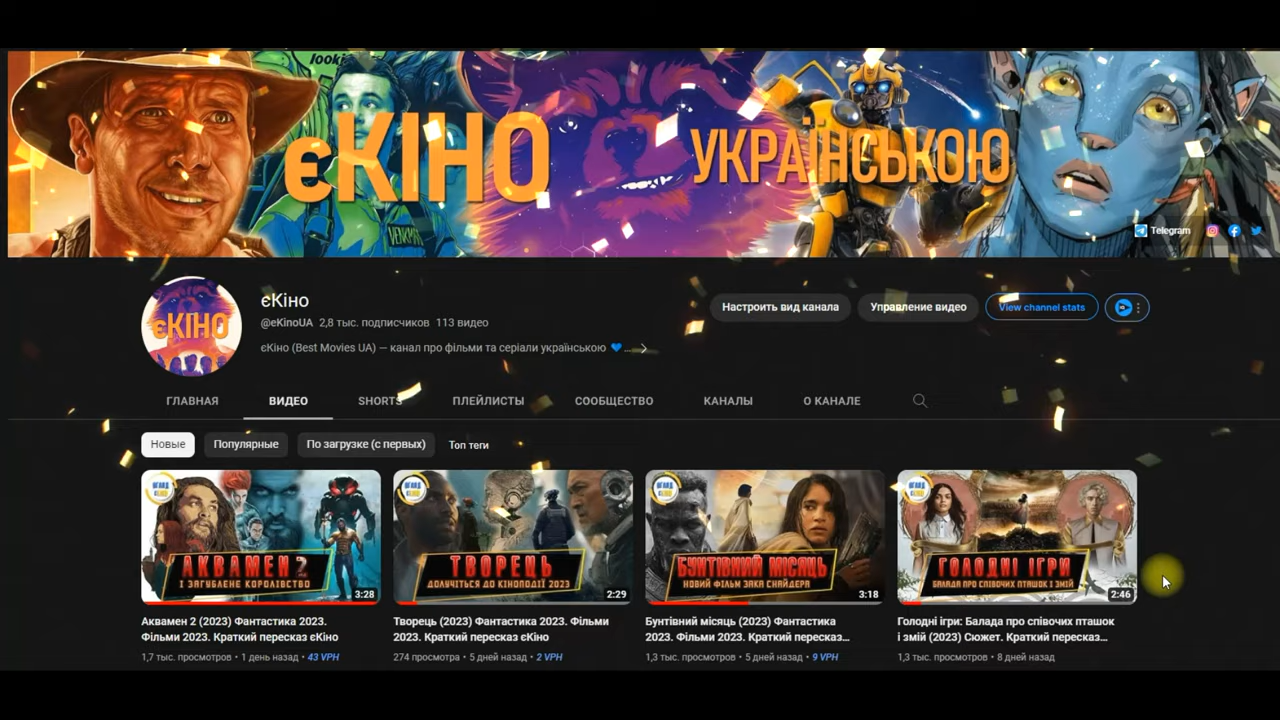 looki
єКІНО
УКРАЇНСЬКОЮ
VENKMAN
Telegram
єКІНО
єКіно
@eKinoUA 2,8 тыс. подписчиков 113 видео
єКіно (Best Movies UA) — канал про фільми та серіали українською 💙 ...
Настроить вид канала
Управление видео
View channel stats
ГЛАВНАЯ
ВИДЕО
SHORTS
ПЛЕЙЛИСТЫ
СООБЩЕСТВО
КАНАЛЫ
О КАНАЛЕ
Новые
Популярные
По загрузке (с первых)
Топ теги
АКВАМЕН 2
І ЗАГУБЛЕНЕ КОРОЛІВСТВО
3:28
ТВОРЕЦЬ
ДОЛУЧІТЬСЯ ДО КІНОПОДІЇ 2023
2:29
БУНТІВНИЙ МІСЯЦЬ
НОВИЙ ФІЛЬМ ЗАКА СНАЙДЕРА
3:18
ГОЛОДНІ ІГРИ
БАЛАДА ПРО СПІВОЧИХ ПТАШОК І ЗМІЙ
2:46
Аквамен 2 (2023) Фантастика 2023.
Фільми 2023. Краткий пересказ єКіно
1,7 тыс. просмотров • 1 день назад • 43 VPH
Творець (2023) Фантастика 2023. Фільми
2023. Краткий пересказ єКіно
274 просмотра • 5 дней назад • 2 VPH
Бунтівний місяць (2023) Фантастика
2023. Фільми 2023. Краткий пересказ...
1,3 тыс. просмотров • 5 дней назад • 9 VPH
Голодні ігри: Балада про співочих пташок
і змій (2023) Сюжет. Краткий пересказ...
1,3 тыс. просмотров • 8 дней назад